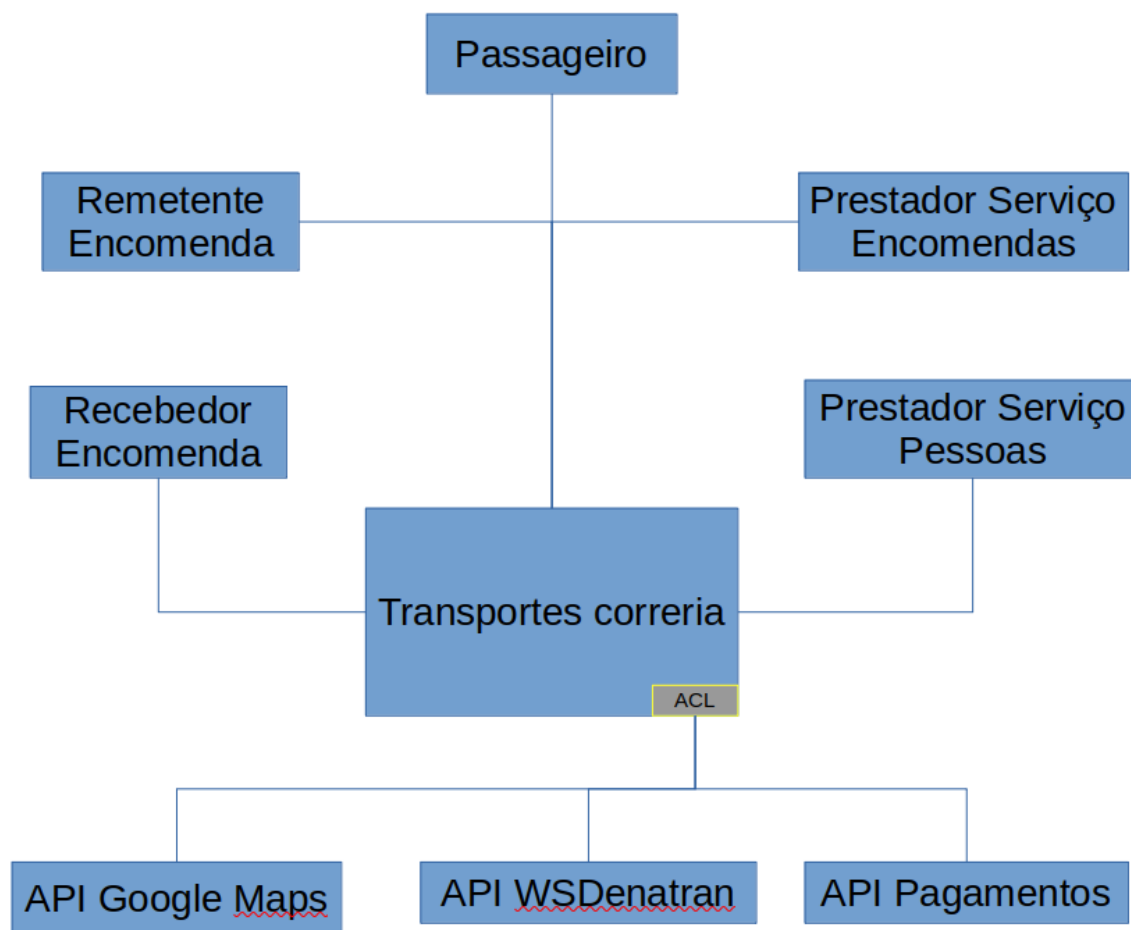 Passageiro
Remetente
Encomenda
Prestador Serviço
Encomendas
Recebedor
Encomenda
Prestador Serviço
Pessoas
Transportes correria
ACL
API Google Maps
API WSDenatran
API Pagamentos